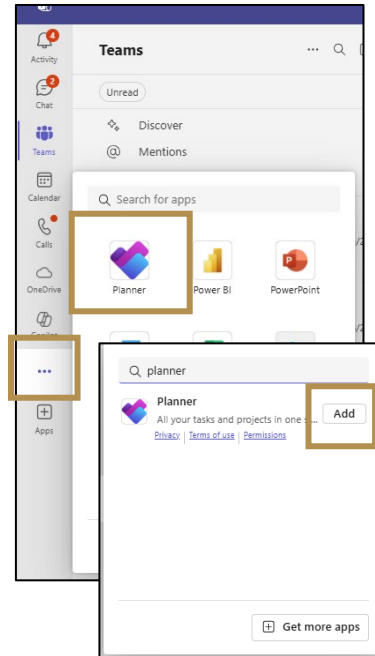 4
Activity
Teams
...
2
Chat
Unread
Discover
Teams
@ Mentions
Calendar
Search for apps
Calls
OneDrive
Planner
Power BI
P
PowerPoint
...
Apps
planner
Planner
All your tasks and projects in one
Add
Privacy | Terms of use | Permissions
Get more apps